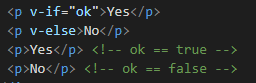 <p v-if="ok">Yes</p>
<p v-else>No</p>
<p>Yes</p> <!-- ok == true -->
<p>No</p> <!-- ok == false -->